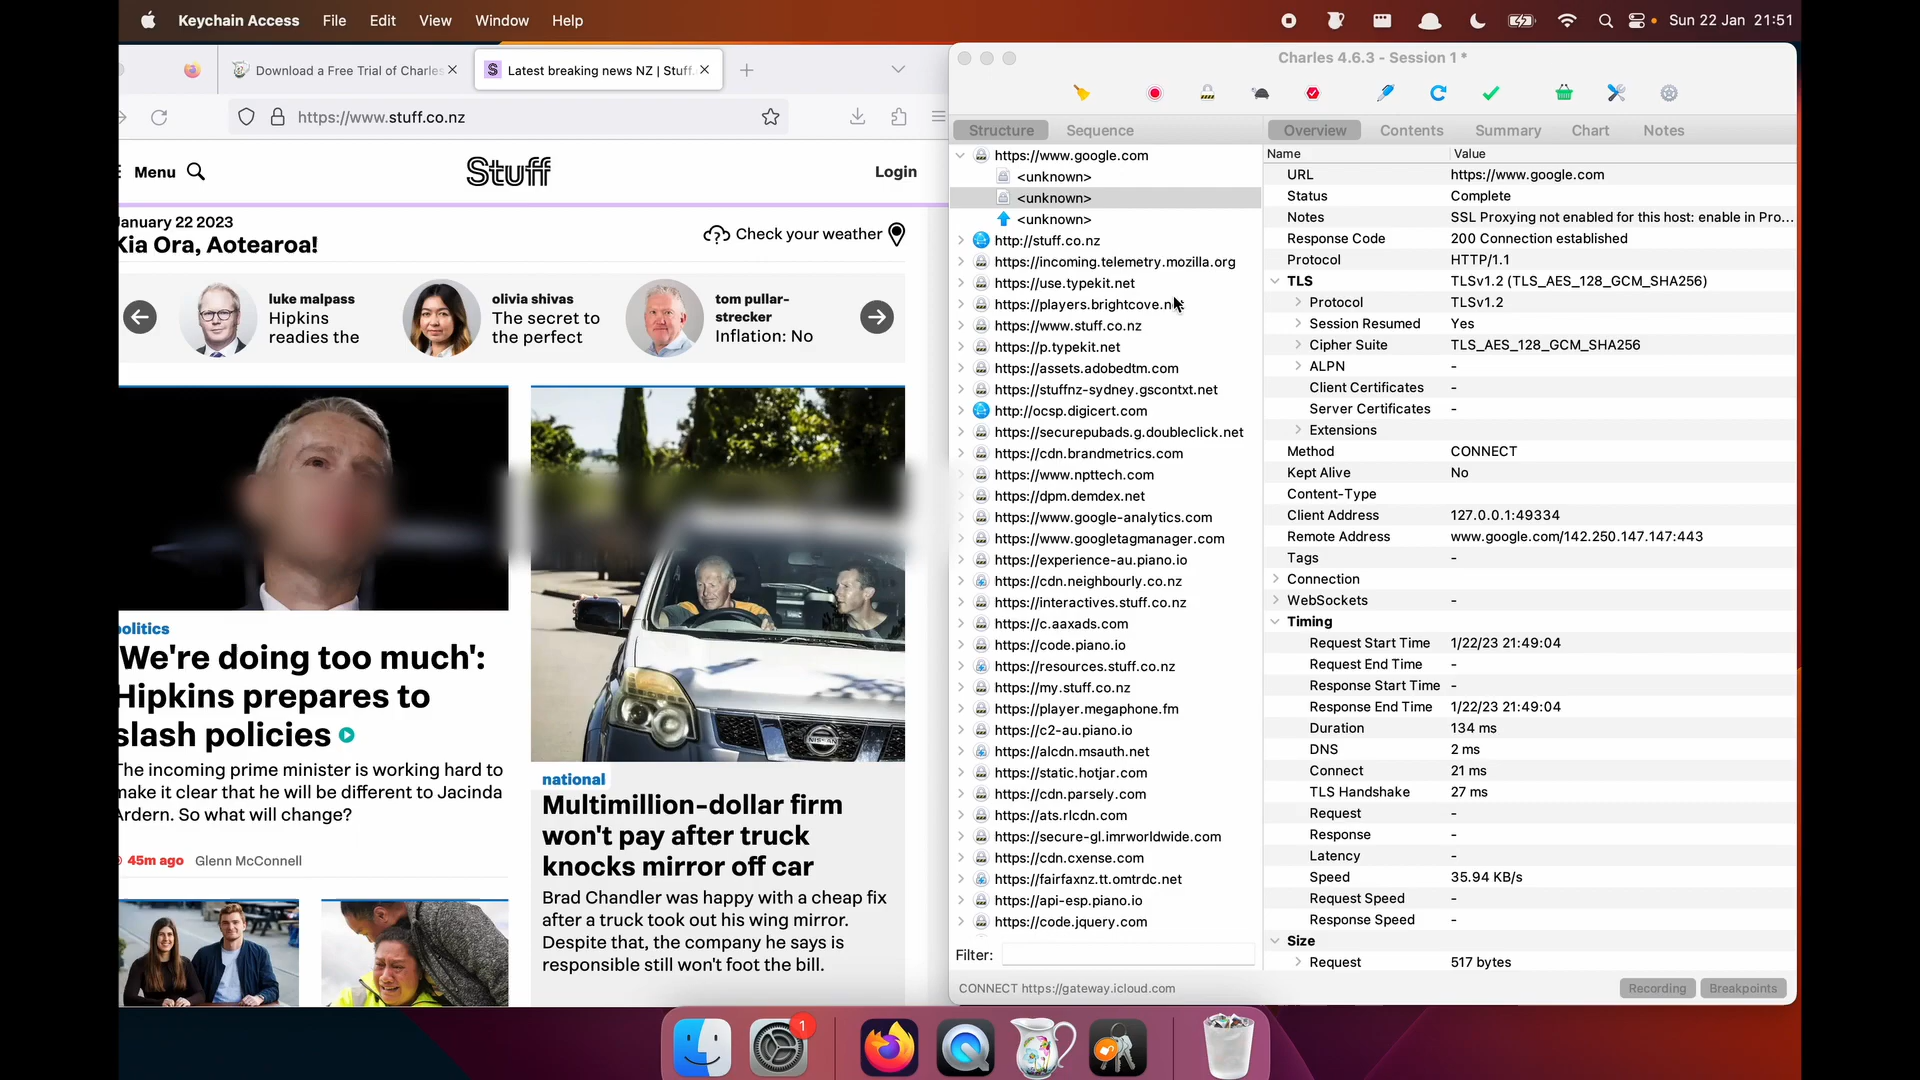 Keychain Access File Edit View Window Help
Sun 22 Jan 21:51
Download a Free Trial of Charles
Latest breaking news NZ | Stuff.
https://www.stuff.co.nz
Menu
Stuff
Login
January 22 2023
Kia Ora, Aotearoa!
Check your weather
luke malpass
Hipkins
readies the
olivia shivas
The secret to
the perfect
tom pullar-
strecker
Inflation: No
politics
'We're doing too much':
Hipkins prepares to
slash policies
The incoming prime minister is working hard to
make it clear that he will be different to Jacinda
Ardern. So what will change?
45m ago Glenn McConnell
national
Multimillion-dollar firm
won't pay after truck
knocks mirror off car
Brad Chandler was happy with a cheap fix
after a truck took out his wing mirror.
Despite that, the company he says is
responsible still won't foot the bill.
Charles 4.6.3 - Session 1 *
Structure Sequence
https://www.google.com
<unknown>
<unknown>
<unknown>
http://stuff.co.nz
https://incoming.telemetry.mozilla.org
https://use.typekit.net
https://players.brightcove.ne
https://www.stuff.co.nz
https://p.typekit.net
https://assets.adobedtm.com
https://stuffnz-sydney.gscontxt.net
http://ocsp.digicert.com
https://securepubads.g.doubleclick.net
https://cdn.brandmetrics.com
https://www.npttech.com
https://dpm.demdex.net
https://www.google-analytics.com
https://www.googletagmanager.com
https://experience-au.piano.io
https://cdn.neighbourly.co.nz
https://interactives.stuff.co.nz
https://c.aaxads.com
https://code.piano.io
https://resources.stuff.co.nz
https://my.stuff.co.nz
https://player.megaphone.fm
https://c2-au.piano.io
https://alcdn.msauth.net
https://static.hotjar.com
https://cdn.parsely.com
https://ats.rlcdn.com
https://secure-gl.imrworldwide.com
https://cdn.cxense.com
https://fairfaxnz.tt.omtrdc.net
https://api-esp.piano.io
https://code.jquery.com
Filter:
CONNECT https://gateway.icloud.com
Overview Contents Summary Chart Notes
Name Value
URL https://www.google.com
Status Complete
Notes SSL Proxying not enabled for this host: enable in Pro...
Response Code 200 Connection established
Protocol HTTP/1.1
TLS TLSv1.2 (TLS_AES_128_GCM_SHA256)
Protocol TLSv1.2
Session Resumed Yes
Cipher Suite TLS_AES_128_GCM_SHA256
ALPN -
Client Certificates -
Server Certificates -
Extensions
Method CONNECT
Kept Alive No
Content-Type
Client Address 127.0.0.1:49334
Remote Address www.google.com/142.250.147.147:443
Tags -
Connection
WebSockets -
Timing
Request Start Time 1/22/23 21:49:04
Request End Time -
Response Start Time -
Response End Time 1/22/23 21:49:04
Duration 134 ms
DNS 2 ms
Connect 21 ms
TLS Handshake 27 ms
Request -
Response -
Latency -
Speed 35.94 KB/s
Request Speed -
Response Speed -
Size
Request 517 bytes
Recording Breakpoints
1